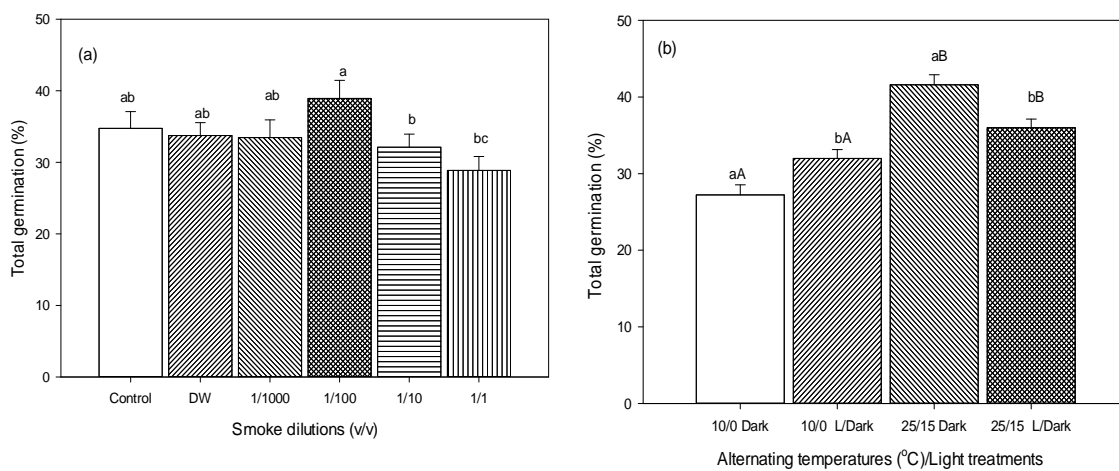 50
(a)
a
40
ab
ab
ab
b
bc
30
20
10
0
Total germination (%)
Control DW 1/1000 1/100 1/10 1/1
Smoke dilutions (v/v)
50
(b)
aB
40
bB
bA
aA
30
20
10
0
Total germination (%)
10/0 Dark 10/0 L/Dark 25/15 Dark 25/15 L/Dark
Alternating temperatures (°C)/Light treatments